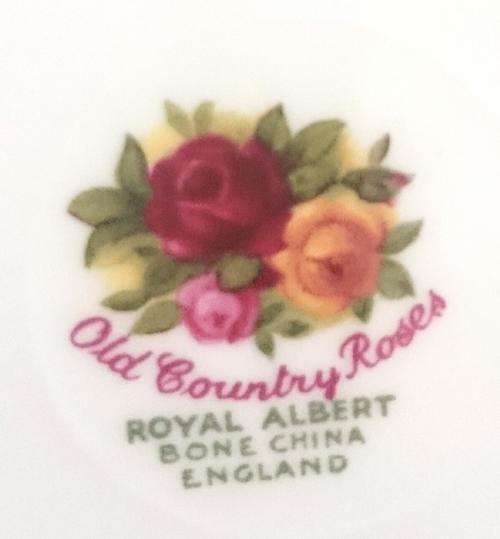 Old Country Roses
ROYAL ALBERT
BONE CHINA
ENGLAND